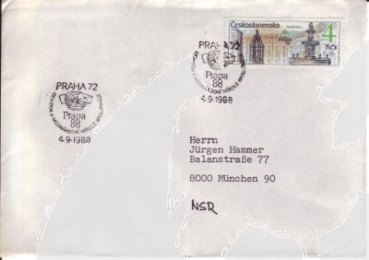 PRAHA 72
Praga
88
4.9.1988
PRAHA 72
Praga
88
4.9.1988
Československo
4
Kčs
Herrn
Jürgen Hammer
Balanstraße 77
8000 München 90
NSR